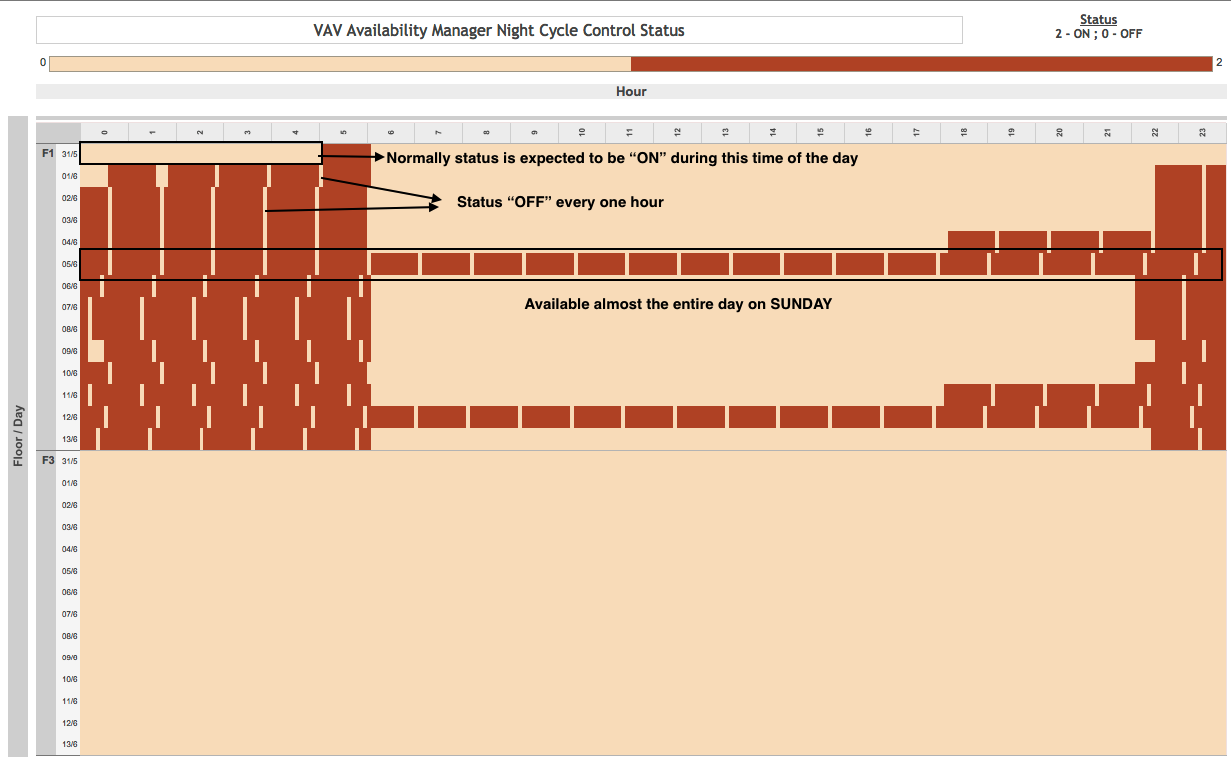 VAV Availability Manager Night Cycle Control Status
Status
2 - ON ; 0 - OFF
0
2
Hour
0 1 2 3 4 5 6 7 8 9 10 11 12 13 14 15 16 17 18 19 20 21 22 23
Floor / Day
F1
31/5
Normally status is expected to be “ON” during this time of the day
01/6
02/6
Status “OFF” every one hour
03/6
04/6
05/6
06/6
07/6
Available almost the entire day on SUNDAY
08/6
09/6
10/6
11/6
12/6
13/6
F3
31/5
01/6
02/6
03/6
04/6
05/6
06/6
07/6
08/6
09/6
10/6
11/6
12/6
13/6